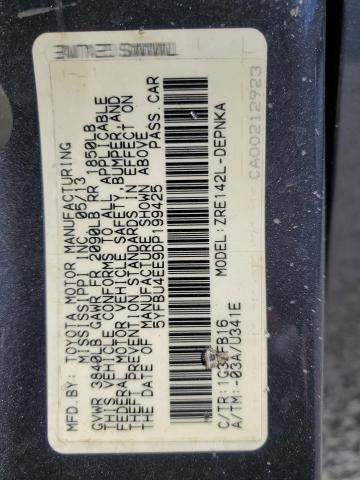 MFD.BY: TOYOTA MOTOR MANUFACTURING
MISSISSIPPI INC. 05/13
GVWR 3840LB GAWR FR 2090LB RR 1850LB
THIS VEHICLE CONFORMS TO ALL APPLICABLE
FEDERAL MOTOR VEHICLE SAFETY, BUMPER, AND
THEFT PREVENTION STANDARDS IN EFFECT ON
THE DATE OF MANUFACTURE SHOWN ABOVE.
5YFBU4EE9DP199425 PASS. CAR
C/TR: FB16 MODEL: ZRE142L-DEPNKA
A/TM: -03A/U341E
CA00212923